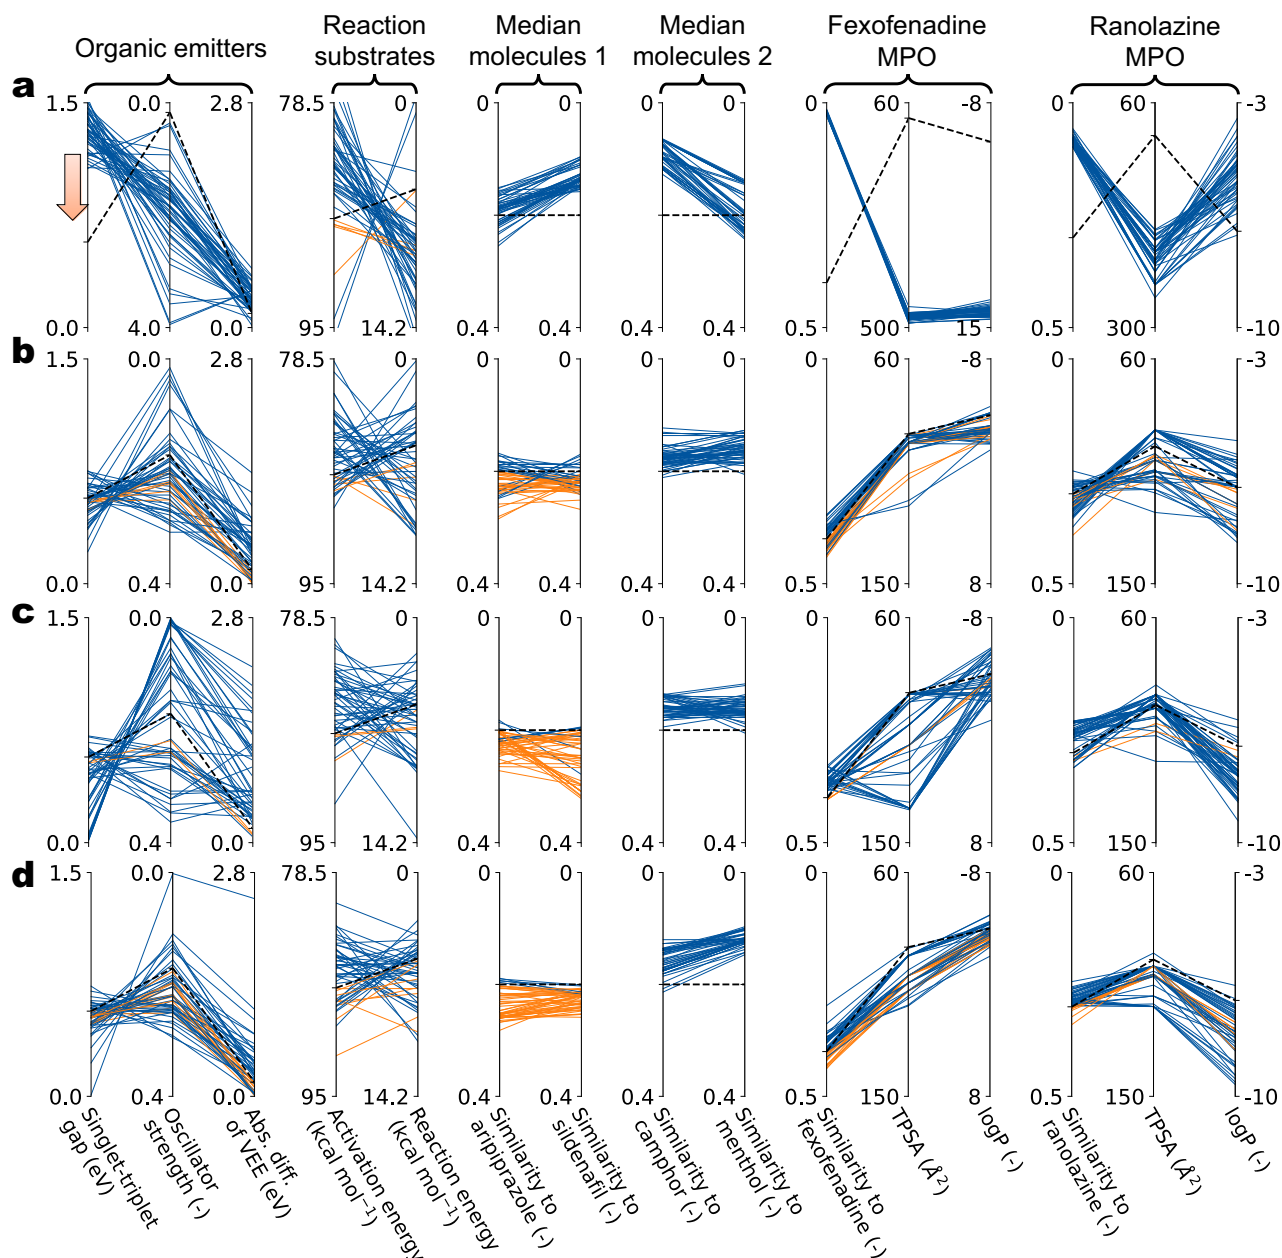 Organic emitters
Reaction
substrates
Median
molecules 1
Median
molecules 2
Fexofenadine
MPO
Ranolazine
MPO
a
1.5 0.0 2.8 78.5 0 0 0 0 0 0 60 -8 0 60 -3
0.0 4.0 0.0 95 14.2 0.4 0.4 0.4 0.4 0.5 500 15 0.5 300 -10
b
1.5 0.0 2.8 78.5 0 0 0 0 0 0 60 -8 0 60 -3
0.0 0.4 0.0 95 14.2 0.4 0.4 0.4 0.4 0.5 150 8 0.5 150 -10
c
1.5 0.0 2.8 78.5 0 0 0 0 0 0 60 -8 0 60 -3
0.0 0.4 0.0 95 14.2 0.4 0.4 0.4 0.4 0.5 150 8 0.5 150 -10
d
1.5 0.0 2.8 78.5 0 0 0 0 0 0 60 -8 0 60 -3
0.0 0.4 0.0 95 14.2 0.4 0.4 0.4 0.4 0.5 150 8 0.5 150 -10
Singlet-triplet
gap (eV)
Oscillator
strength (-)
Abs. diff.
of VEE (eV)
Activation energy
(kcal mol⁻¹)
Reaction energy
(kcal mol⁻¹)
Similarity to
aripiprazole (-)
Similarity to
sildenafil (-)
Similarity to
camphor (-)
Similarity to
menthol (-)
Similarity to
fexofenadine (-)
TPSA (Å²)
logP (-)
Similarity to
ranolazine (-)
TPSA (Å²)
logP (-)